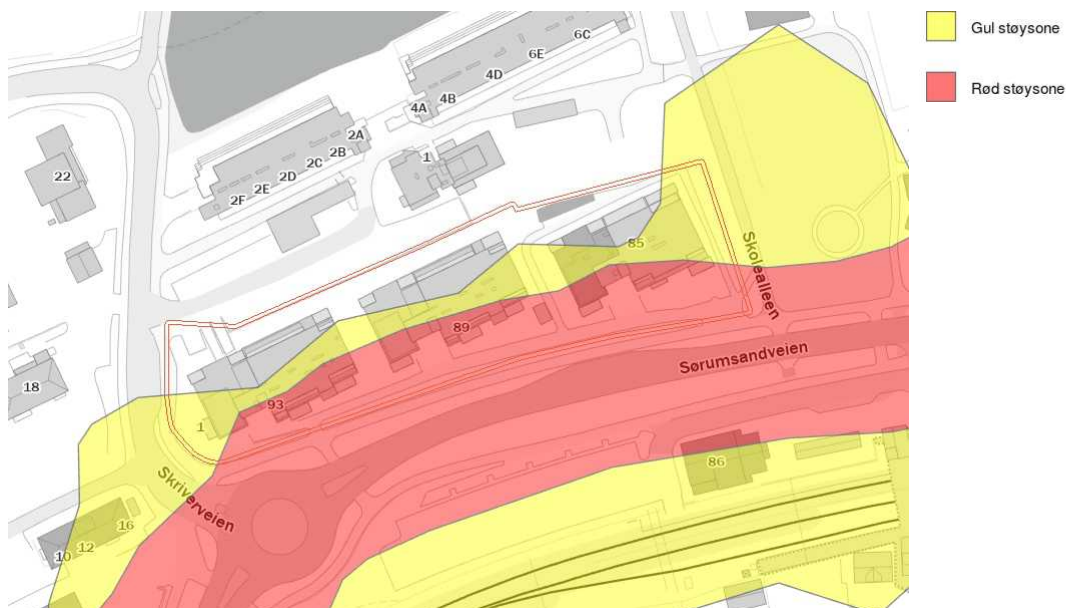 Gul støysone
Rød støysone
6C
6E
4D
4B
4A
2A
2B
2C
2D
2E
2F
1
22
85
Skolealleen
89
Sørumsandveien
18
93
1
86
Skriverveien
16
12
10